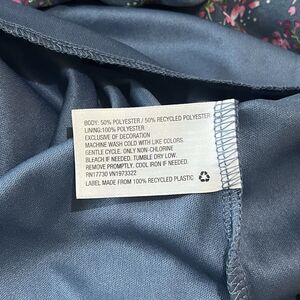 BODY: 50% POLYESTER / 50% RECYCLED POLYESTER
LINING: 100% POLYESTER
EXCLUSIVE OF DECORATION
MACHINE WASH COLD WITH LIKE COLORS.
GENTLE CYCLE. ONLY NON-CHLORINE
BLEACH IF NEEDED. TUMBLE DRY LOW.
REMOVE PROMPTLY. COOL IRON IF NEEDED.
RN17730 VN1973322
LABEL MADE FROM 100% RECYCLED PLASTIC